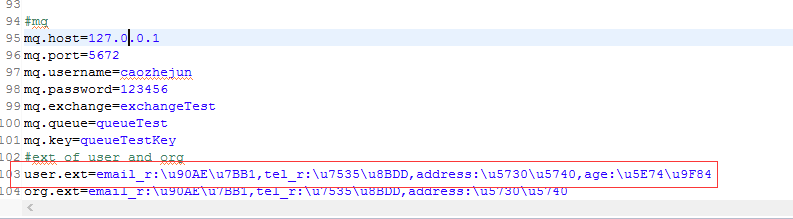 93
94 #mq
95 mq.host=127.0.0.1
96 mq.port=5672
97 mq.username=caozhejun
98 mq.password=123456
99 mq.exchange=exchangeTest
100 mq.queue=queueTest
101 mq.key=queueTestKey
102 #ext of user and org
103 user.ext=email_r:\u90AE\u7BB1,tel_r:\u7535\u8BDD,address:\u5730\u5740,age:\u5E74\u9F84
104 org.ext=email_r:\u90AE\u7BB1,tel_r:\u7535\u8BDD,address:\u5730\u5740